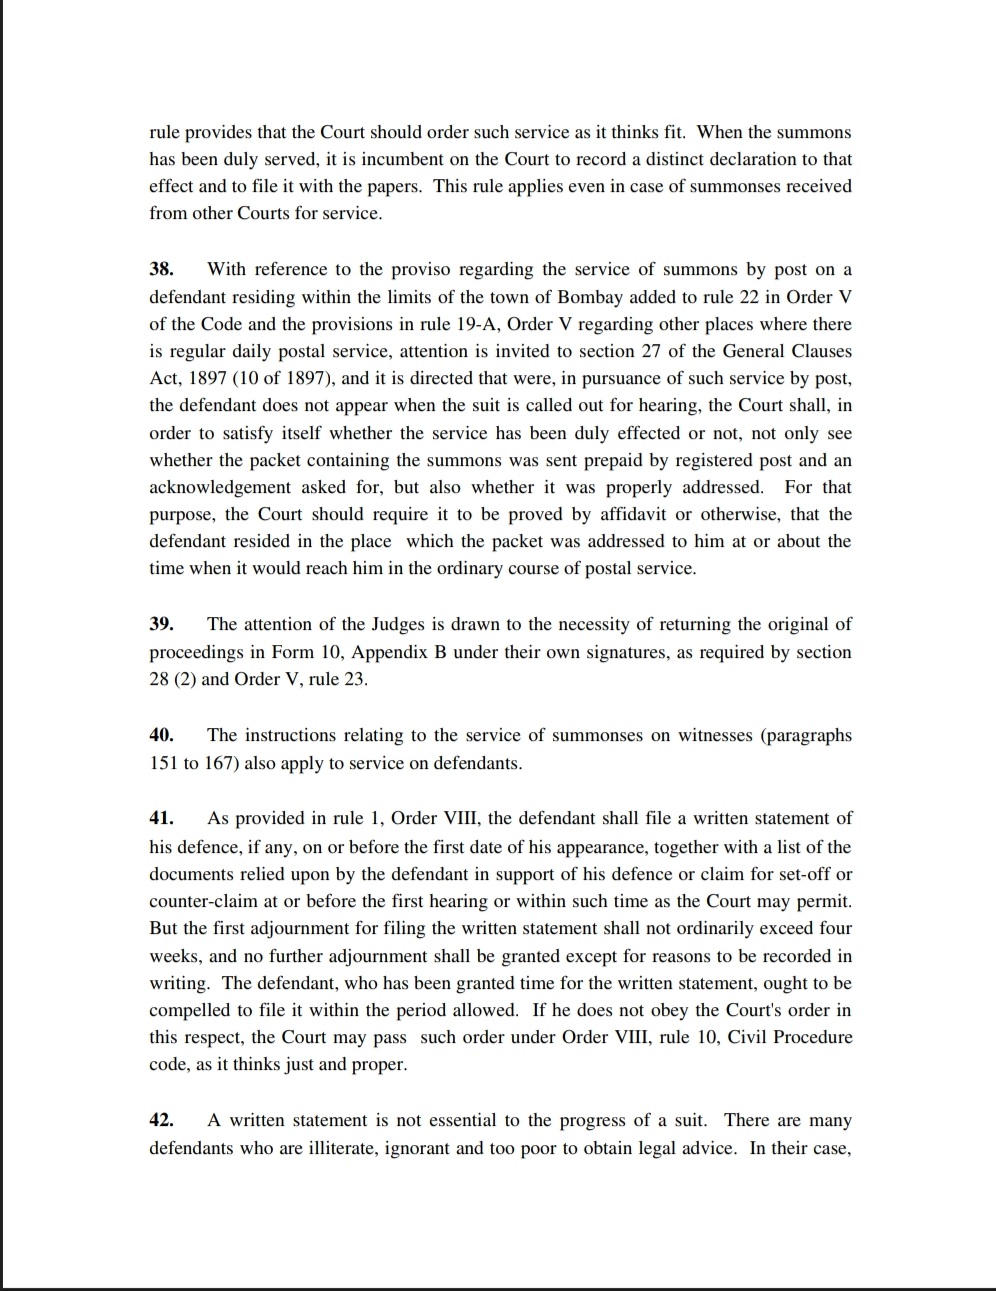 rule provides that the Court should order such service as it thinks fit. When the summons
has been duly served, it is incumbent on the Court to record a distinct declaration to that
effect and to file it with the papers. This rule applies even in case of summonses received
from other Courts for service.
38. With reference to the proviso regarding the service of summons by post on a
defendant residing within the limits of the town of Bombay added to rule 22 in Order V
of the Code and the provisions in rule 19-A, Order V regarding other places where there
is regular daily postal service, attention is invited to section 27 of the General Clauses
Act, 1897 (10 of 1897), and it is directed that were, in pursuance of such service by post,
the defendant does not appear when the suit is called out for hearing, the Court shall, in
order to satisfy itself whether the service has been duly effected or not, not only see
whether the packet containing the summons was sent prepaid by registered post and an
acknowledgement asked for, but also whether it was properly addressed. For that
purpose, the Court should require it to be proved by affidavit or otherwise, that the
defendant resided in the place which the packet was addressed to him at or about the
time when it would reach him in the ordinary course of postal service.
39. The attention of the Judges is drawn to the necessity of returning the original of
proceedings in Form 10, Appendix B under their own signatures, as required by section
28 (2) and Order V, rule 23.
40. The instructions relating to the service of summonses on witnesses (paragraphs
151 to 167) also apply to service on defendants.
41. As provided in rule 1, Order VIII, the defendant shall file a written statement of
his defence, if any, on or before the first date of his appearance, together with a list of the
documents relied upon by the defendant in support of his defence or claim for set-off or
counter-claim at or before the first hearing or within such time as the Court may permit.
But the first adjournment for filing the written statement shall not ordinarily exceed four
weeks, and no further adjournment shall be granted except for reasons to be recorded in
writing. The defendant, who has been granted time for the written statement, ought to be
compelled to file it within the period allowed. If he does not obey the Court's order in
this respect, the Court may pass such order under Order VIII, rule 10, Civil Procedure
code, as it thinks just and proper.
42. A written statement is not essential to the progress of a suit. There are many
defendants who are illiterate, ignorant and too poor to obtain legal advice. In their case,